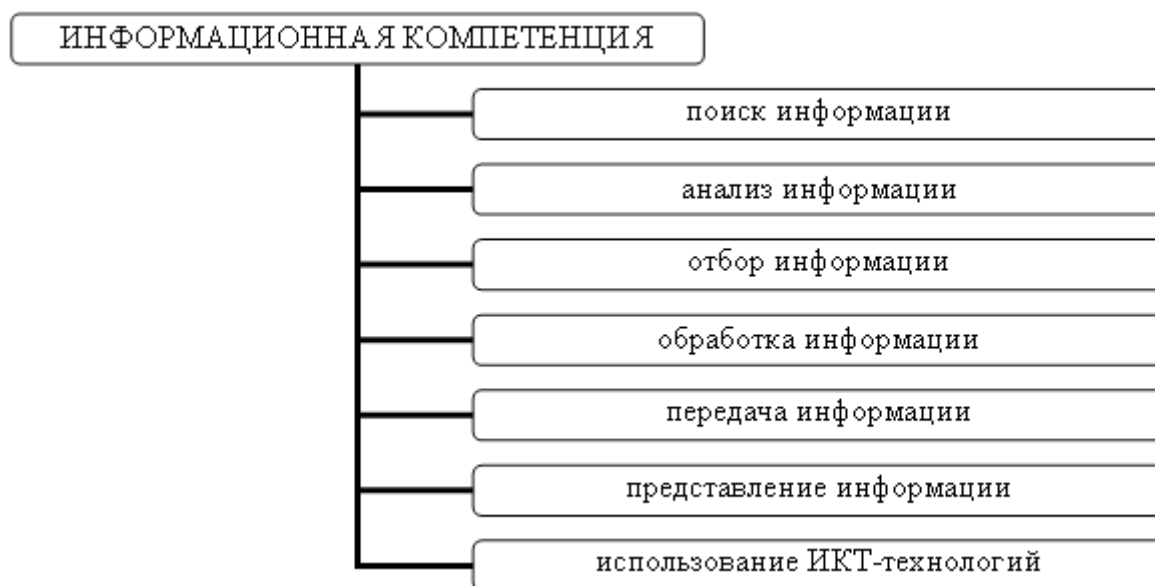 ИНФОРМАЦИОННАЯ КОМПЕТЕНЦИЯ
поиск информации
анализ информации
отбор информации
обработка информации
передача информации
представление информации
использование ИКТ-технологий